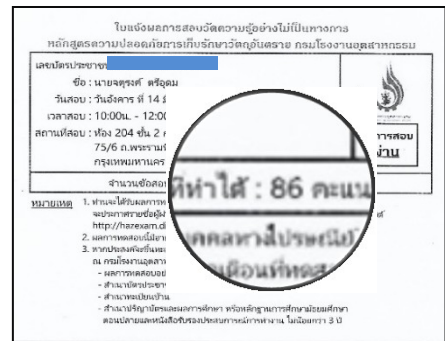 ใบแจ้งผลการสอบวัดความรู้อย่างไม่เป็นทางการ
หลักสูตรความปลอดภัยการเก็บรักษาวัตถุอันตราย กรมโรงงานอุตสาหกรรม
เลขบัตรประชาชน
ชื่อ : นายจตุรงค์ ตรีอุดม
วันสอบ : วันอังคาร ที่ 14
เวลาสอบ : 10:00น. - 12:00
สถานที่สอบ : ห้อง 204 ชั้น 2
75/6 ถ.พระราม
กรุงเทพมหานคร
การสอบ
ผ่าน
จำนวนข้อสอบ
ที่ทำได้ : 86 คะแนน
หมายเหตุ 1. ท่านจะได้รับผลการ
จะประกาศรายชื่อผู้
http://hazexam.di
2. ผลการทดสอบนี้
3. หากประสงค์จะขึ้นทะเบียน
ณ กรมโรงงานอุตสาห
- ผลการทดสอบอย่าง
- สำเนาบัตรประชา
- สำเนาทะเบียนบ้าน
- สำเนาปริญญาบัตรและผลการศึกษา หรือหลักฐานการศึกษามัธยมศึกษา
ตอนปลายและหนังสือรับรองประสบการณ์การทำงาน ไม่น้อยกว่า 3 ปี
บุคคลทางไปรษณีย์
เดือนที่ทดส